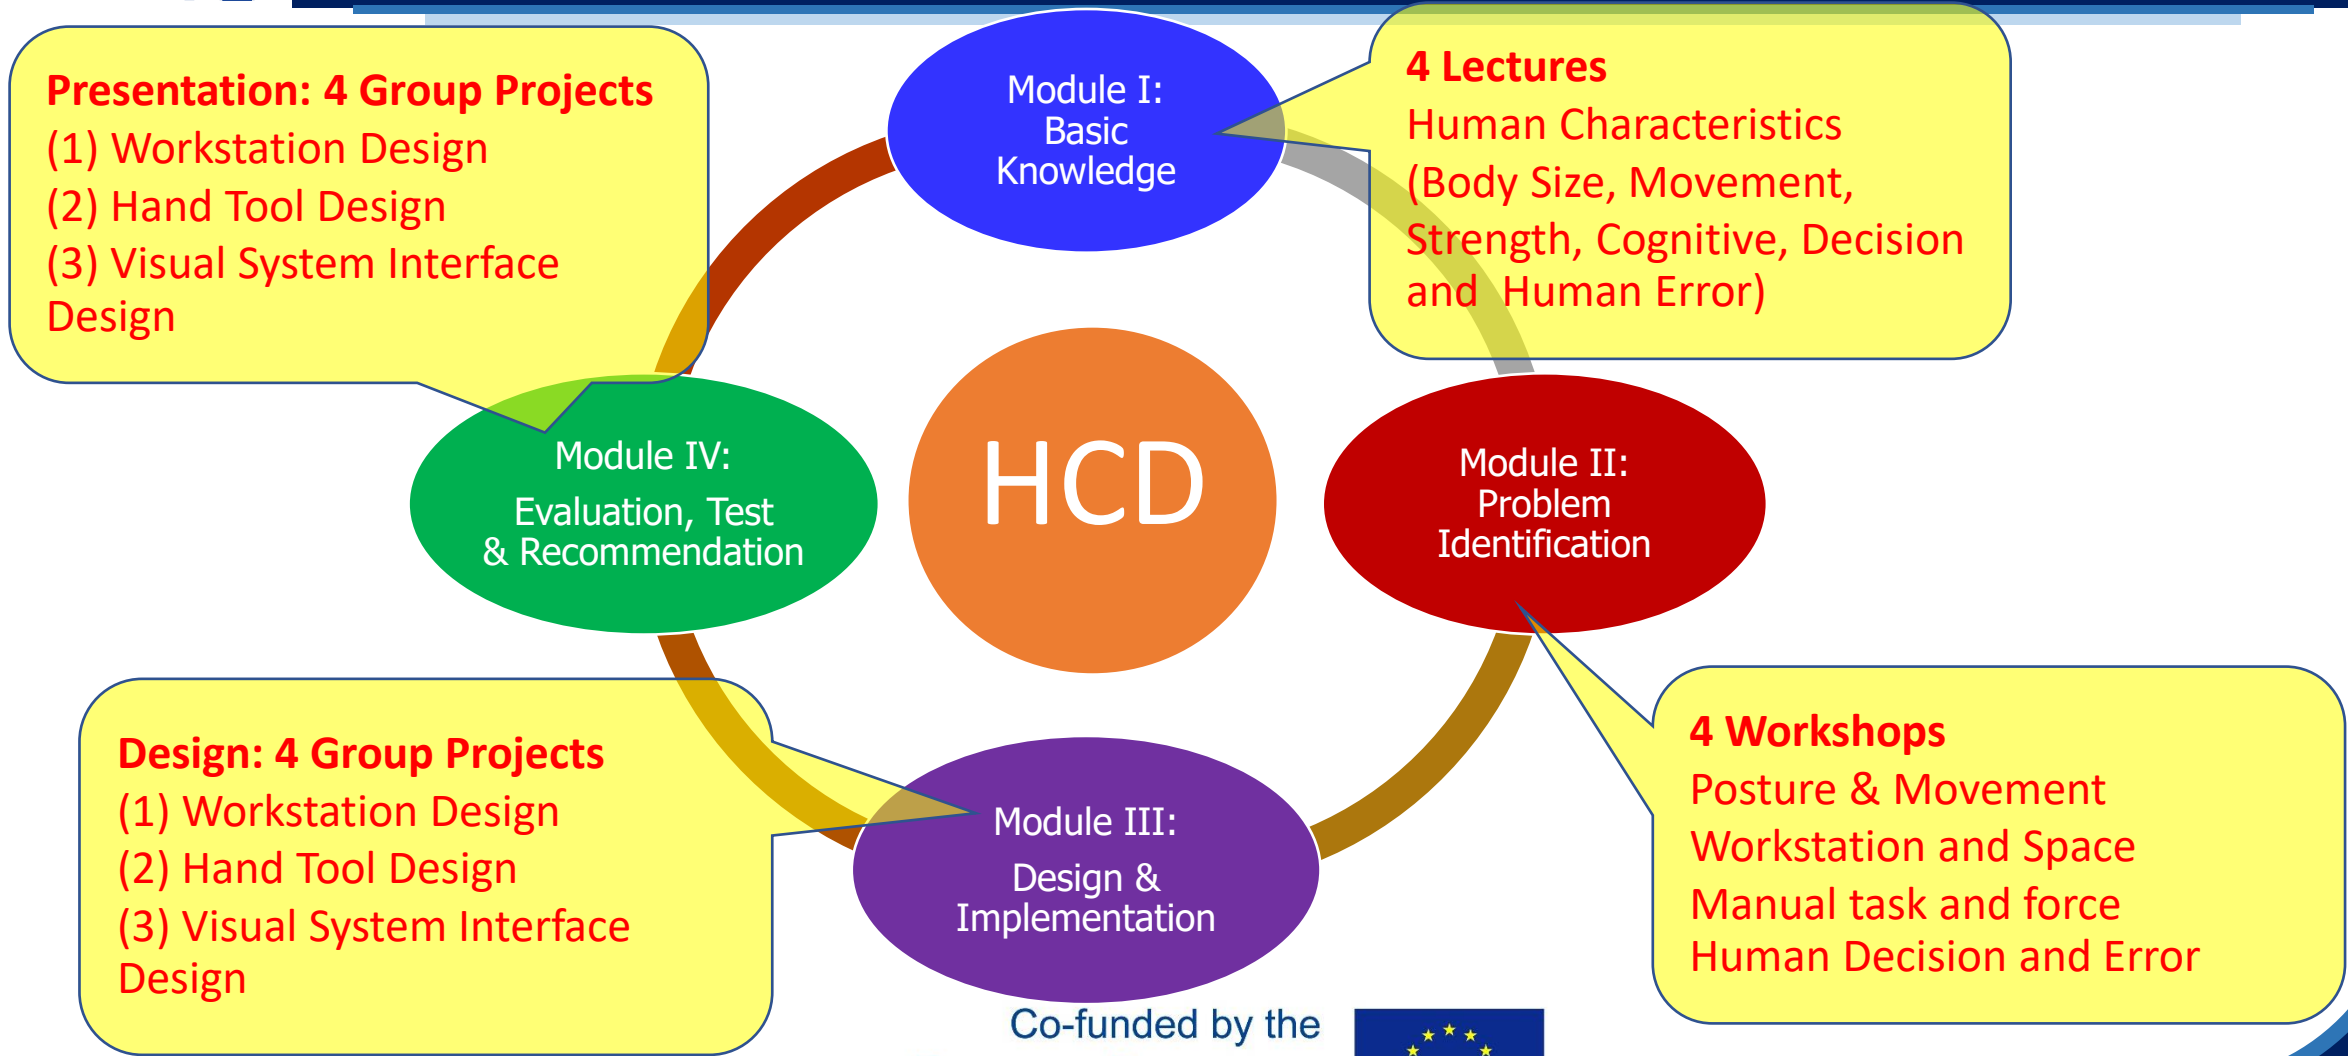 Presentation: 4 Group Projects
(1) Workstation Design
(2) Hand Tool Design
(3) Visual System Interface
Design
Module I:
Basic
Knowledge
4 Lectures
Human Characteristics
(Body Size, Movement,
Strength, Cognitive, Decision
and Human Error)
Module IV:
Evaluation, Test
& Recommendation
HCD
Module II:
Problem
Identification
Design: 4 Group Projects
(1) Workstation Design
(2) Hand Tool Design
(3) Visual System Interface
Design
Module III:
Design &
Implementation
4 Workshops
Posture & Movement
Workstation and Space
Manual task and force
Human Decision and Error
Co-funded by the